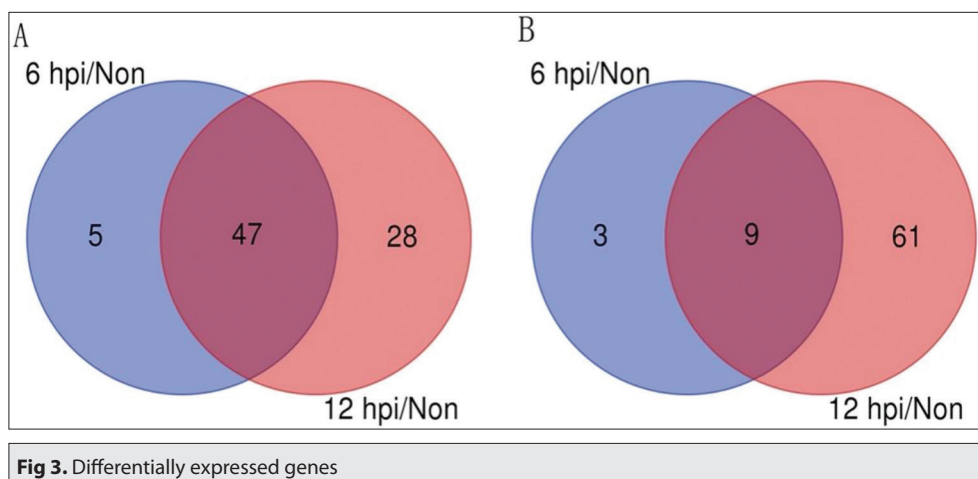 A
6 hpi/Non
5
47
28
12 hpi/Non
B
6 hpi/Non
3
9
61
12 hpi/Non
Fig 3. Differentially expressed genes